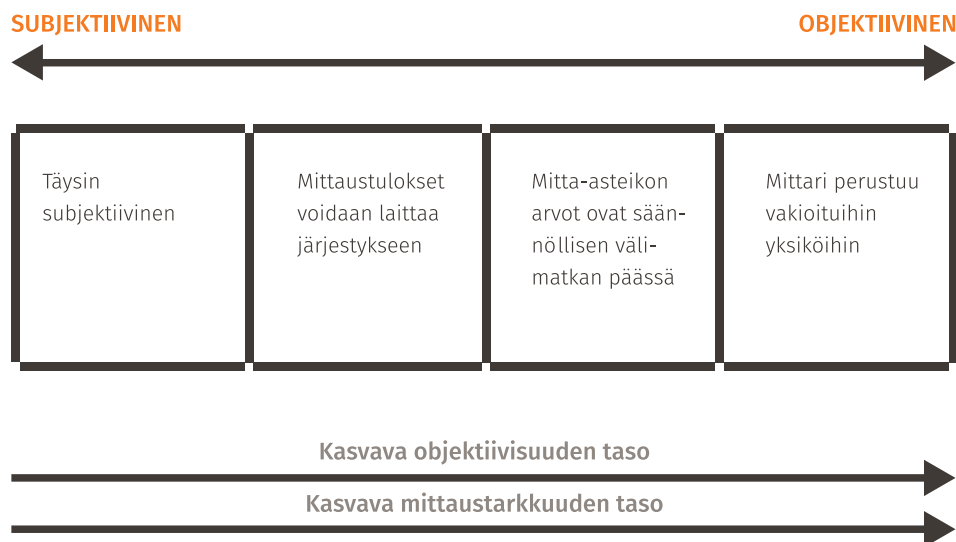 SUBJEKTIIVINEN
OBJEKTIIVINEN
Täysin
subjektiivinen
Mittaustulokset
voidaan laittaa
järjestykseen
Mitta-asteikon
arvot ovat sään-
nöllisen väli-
matkan päässä
Mittari perustuu
vakioituihin
yksiköihin
Kasvava objektiivisuuden taso
Kasvava mittaustarkkuuden taso